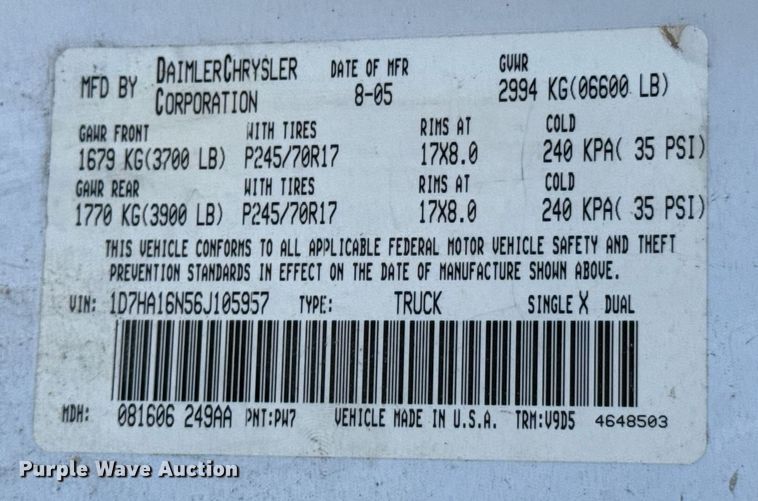 MFD BY DAIMLERCHRYSLER CORPORATION DATE OF MFR 8-05 GVWR 2994 KG(06600 LB)
GAWR FRONT WITH TIRES RIMS AT COLD
1679 KG(3700 LB) P245/70R17 17X8.0 240 KPA( 35 PSI)
GAWR REAR WITH TIRES RIMS AT COLD
1770 KG(3900 LB) P245/70R17 17X8.0 240 KPA( 35 PSI)
THIS VEHICLE CONFORMS TO ALL APPLICABLE FEDERAL MOTOR VEHICLE SAFETY AND THEFT
PREVENTION STANDARDS IN EFFECT ON THE DATE OF MANUFACTURE SHOWN ABOVE.
VIN: 1D7HA16N56J105957 TYPE: TRUCK SINGLE X DUAL
MDH: 081606 249AA PNT:PW7 VEHICLE MADE IN U.S.A. TRM:V9D5 4648503
Purple Wave Auction